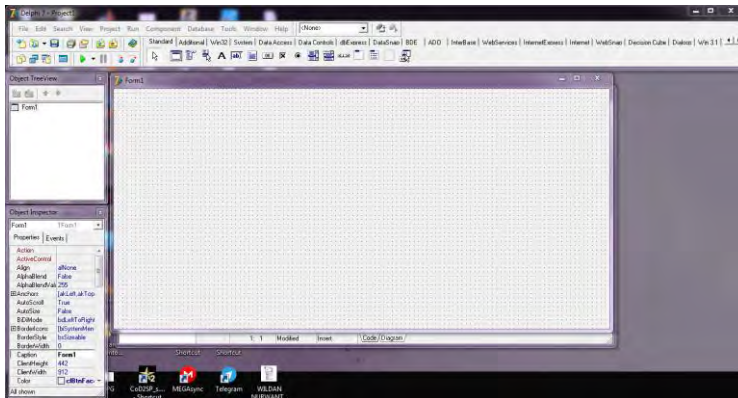 Delphi 7 - Project1
File Edit Search View Project Run Component Database Tools Window Help <None>
Standard Additional Win32 System Data Access Data Controls dbExpress DataSnap BDE ADO InterBase WebServices InternetExpress Internet WebSnap Decision Cube Dialogs Win 3.1
Object TreeView
Form1
Form1
Object Inspector
Form1 TForm1
Properties Events
Action
ActiveControl
Align alNone
AlphaBlend False
AlphaBlendVal 255
Anchors [akLeft,akTop
AutoScroll True
AutoSize False
BiDiMode bdLeftToRight
BorderIcons [biSystemMen
BorderStyle bsSizeable
BorderWidth 0
Caption Form1
ClientHeight 442
ClientWidth 912
Color clBtnFac
All shown
1: 1 Modified Insert Code Diagram
Shortcut Shortcut
CoD2SP_s... MEGAsync Telegram WILDAN
- Shortcut